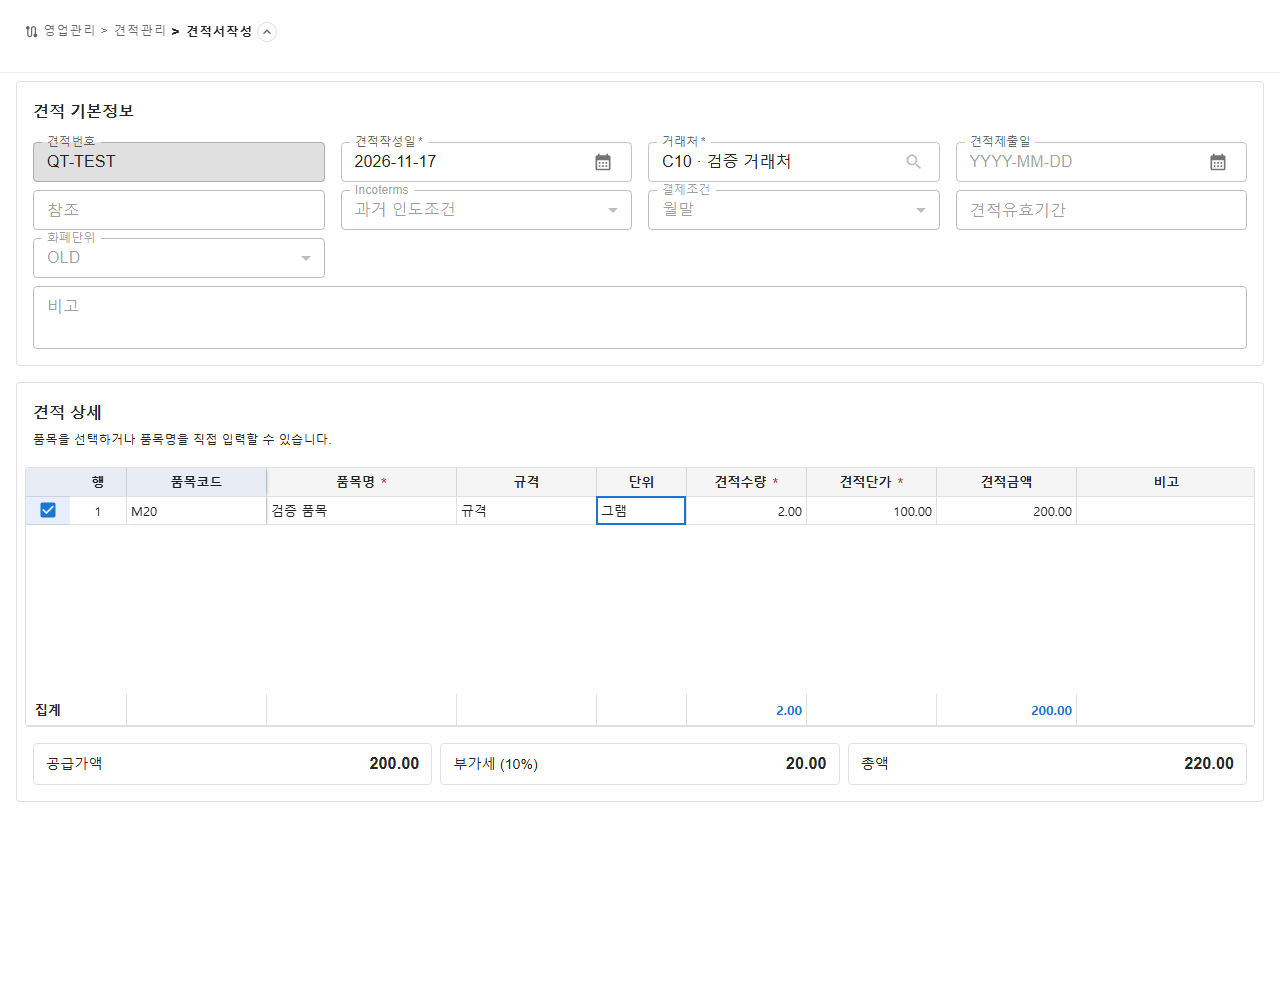 영업관리 > 견적관리 > 견적서작성
견적 기본정보
견적번호 견적작성일 * 거래처 * 견적제출일
QT-TEST 2026-11-17 C10 · 검증 거래처 YYYY-MM-DD
Incoterms 결제조건
참조 과거 인도조건 월말 견적유효기간
화폐단위
OLD
비고
견적 상세
품목을 선택하거나 품목명을 직접 입력할 수 있습니다.
행 품목코드 품목명 * 규격 단위 견적수량 * 견적단가 * 견적금액 비고
1 M20 검증 품목 규격 그램 2.00 100.00 200.00
집계 2.00 200.00
공급가액 200.00 부가세 (10%) 20.00 총액 220.00